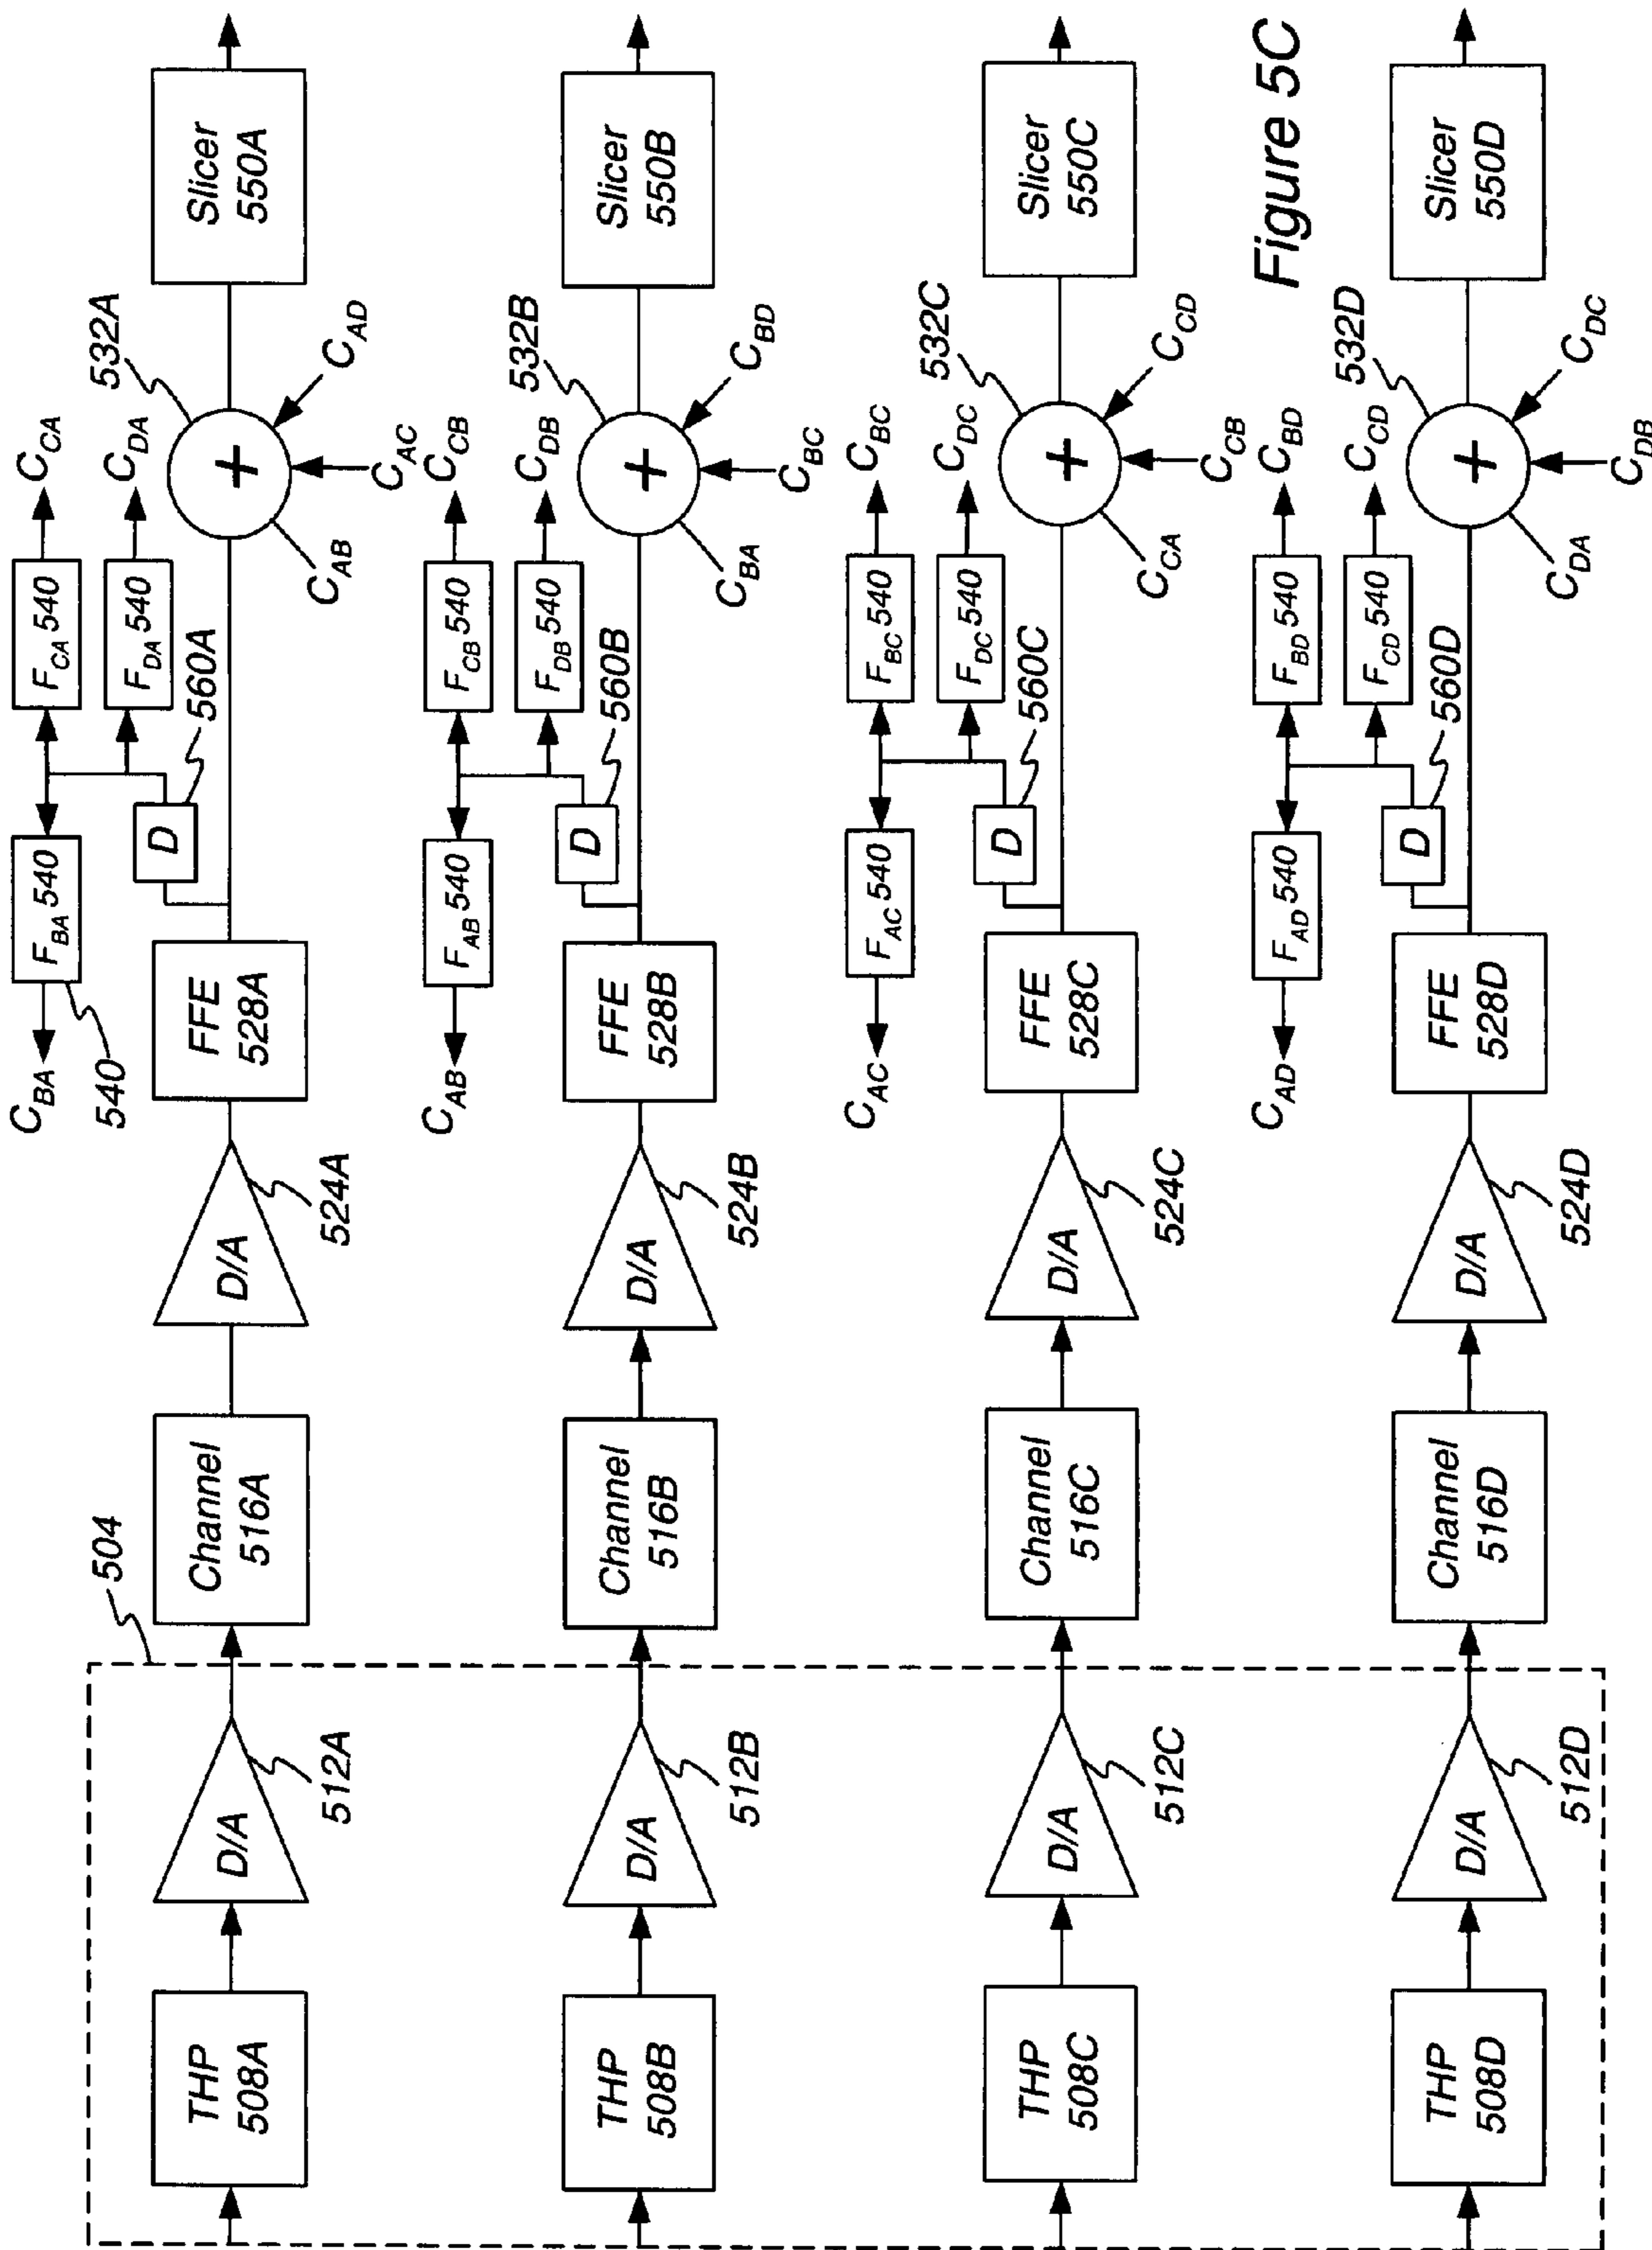 504
THP
508A
D/A
512A
Channel
516A
D/A
524A
FFE
528A
C_BA
540
F_BA 540
F_CA 540
C_CA
F_DA 540
C_DA
D
560A
532A
+
C_AB
C_AC
C_AD
Slicer
550A
THP
508B
D/A
512B
Channel
516B
D/A
524B
FFE
528B
C_AB
F_AB 540
F_CB 540
C_CB
F_DB 540
C_DB
D
560B
532B
+
C_BA
C_BC
C_BD
Slicer
550B
THP
508C
D/A
512C
Channel
516C
D/A
524C
FFE
528C
C_AC
F_AC 540
F_BC 540
C_BC
F_DC 540
C_DC
D
560C
532C
+
C_CA
C_CB
C_CD
Slicer
550C
THP
508D
D/A
512D
Channel
516D
D/A
524D
FFE
528D
C_AD
F_AD 540
F_BD 540
C_BD
F_CD 540
C_CD
D
560D
532D
+
C_DA
C_DB
C_DC
Slicer
550D
Figure 5C